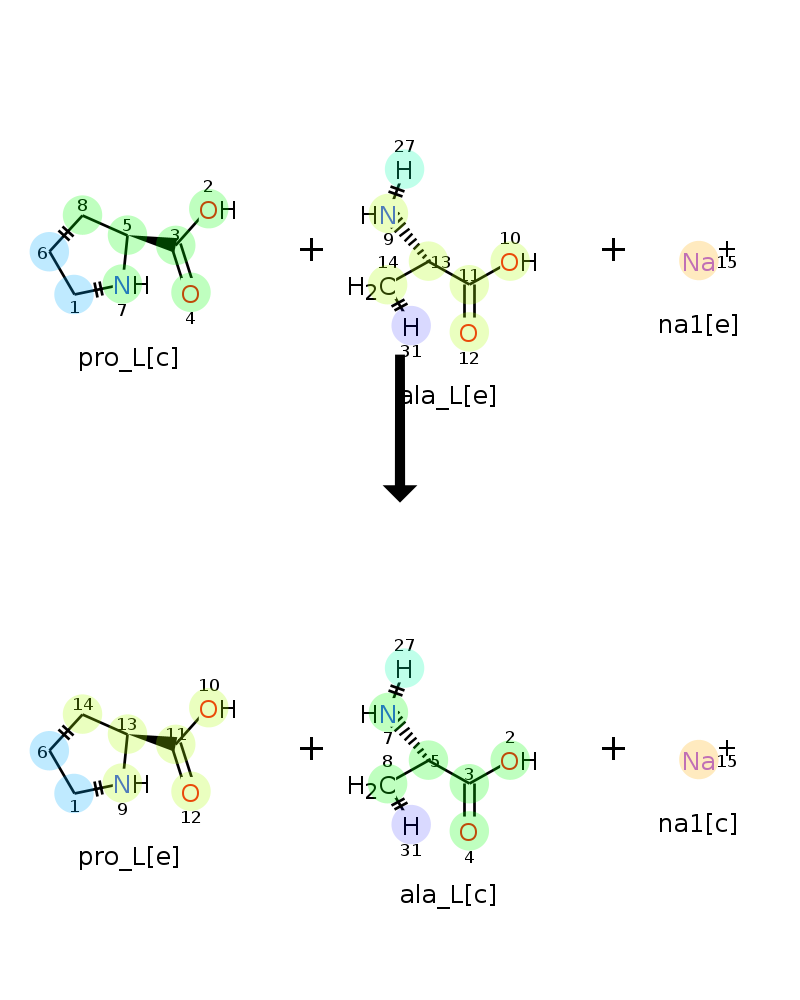 27
H
2
8
OH
HN
+
5
3
9
10
14
13
OH
6
11
Na 15
H₂C
1
NH
O
7
4
H
O
31
12
+
+
na1[e]
pro_L[c]
ala_L[e]
27
H
10
14
OH
HN
+
13
11
7
2
8
5
OH
6
3
Na 15
H₂C
1
NH
O
9
12
H
O
31
4
+
+
na1[c]
pro_L[e]
ala_L[c]